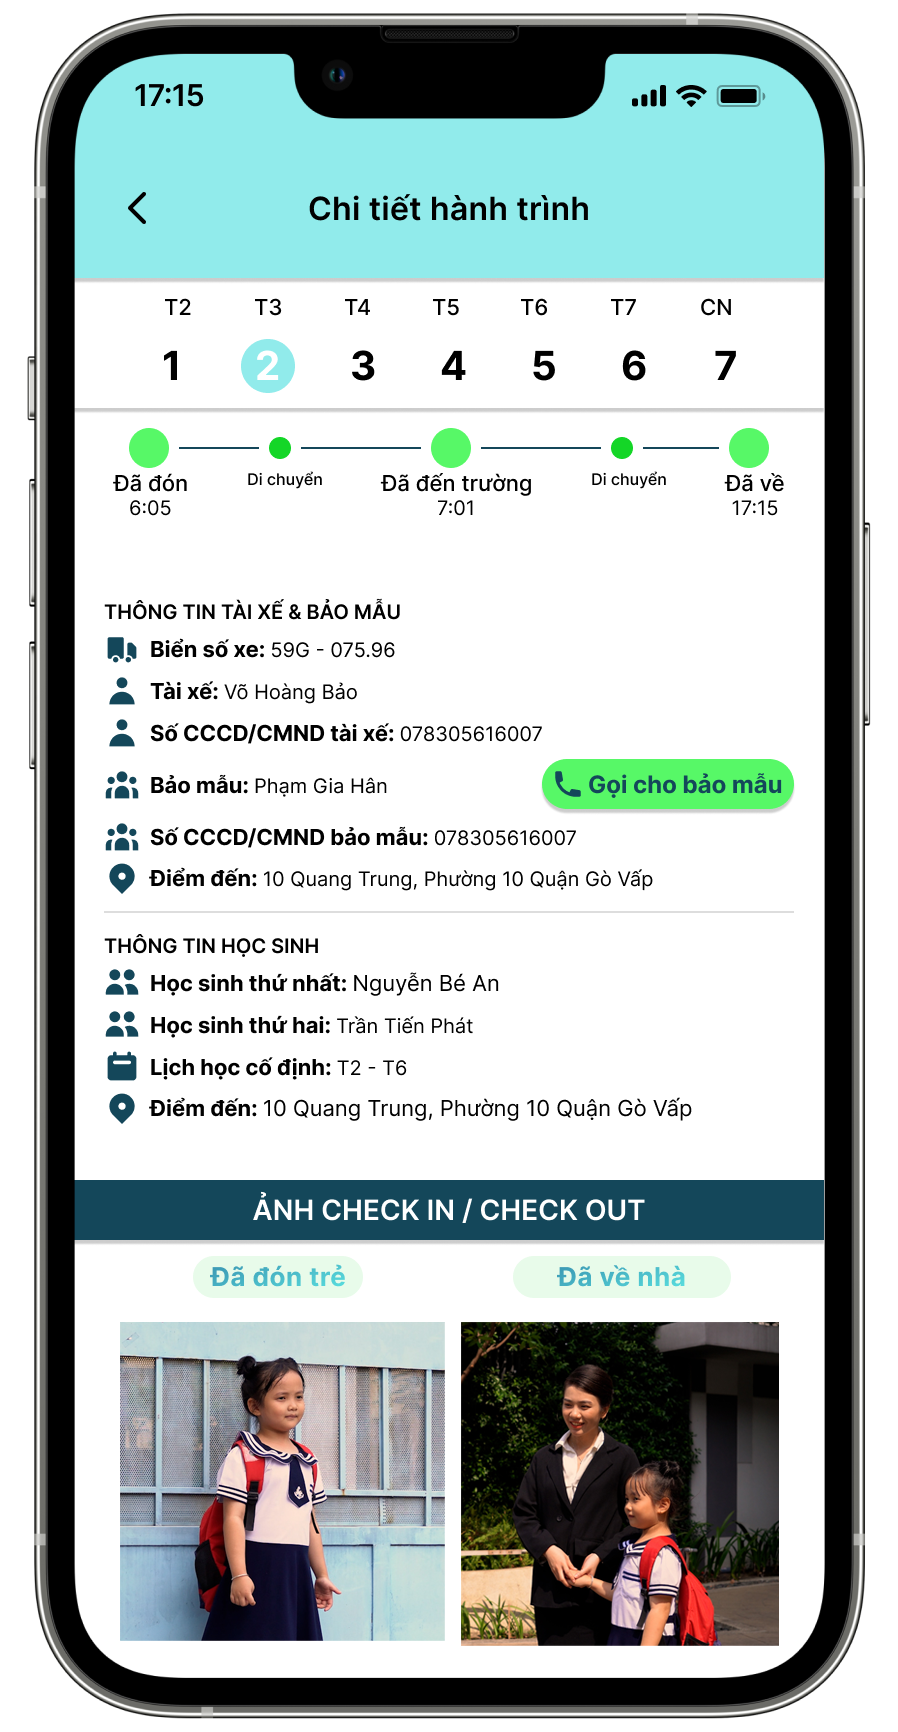 17:15
Chi tiết hành trình
T2 T3 T4 T5 T6 T7 CN
1 2 3 4 5 6 7
Đã đón Di chuyển Đã đến trường Di chuyển Đã về
6:05 7:01 17:15
THÔNG TIN TÀI XẾ & BẢO MẪU
Biển số xe: 59G - 075.96
Tài xế: Võ Hoàng Bảo
Số CCCD/CMND tài xế: 078305616007
Bảo mẫu: Phạm Gia Hân Gọi cho bảo mẫu
Số CCCD/CMND bảo mẫu: 078305616007
Điểm đến: 10 Quang Trung, Phường 10 Quận Gò Vấp
THÔNG TIN HỌC SINH
Học sinh thứ nhất: Nguyễn Bé An
Học sinh thứ hai: Trần Tiến Phát
Lịch học cố định: T2 - T6
Điểm đến: 10 Quang Trung, Phường 10 Quận Gò Vấp
ẢNH CHECK IN / CHECK OUT
Đã đón trẻ Đã về nhà